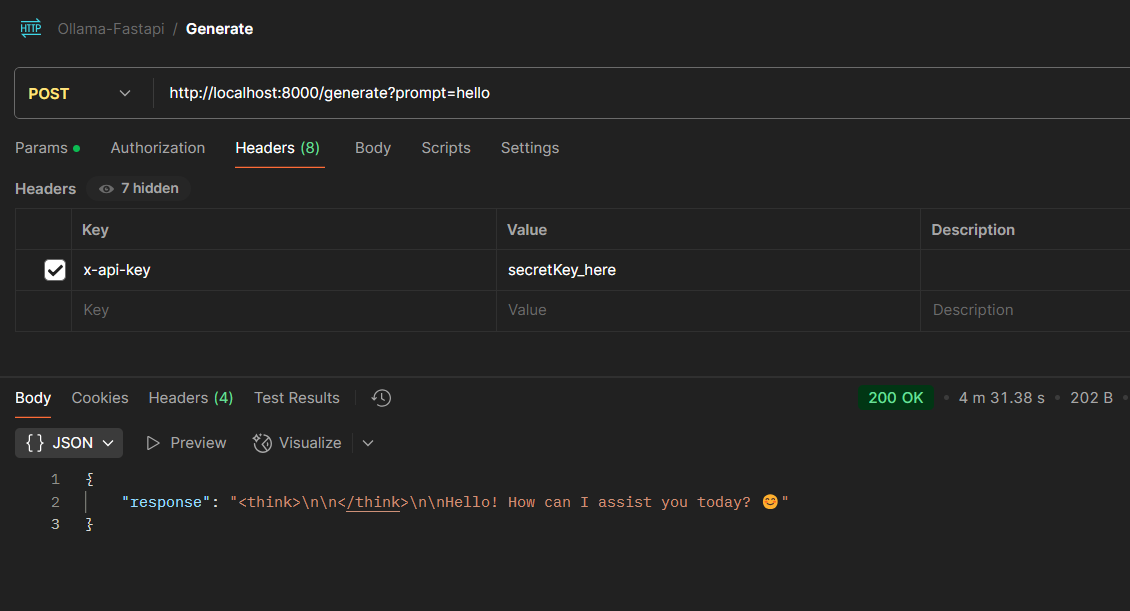 HTTP Ollama-Fastapi / Generate
POST http://localhost:8000/generate?prompt=hello
Params Authorization Headers (8) Body Scripts Settings
Headers 7 hidden
Key Value Description
x-api-key secretKey_here
Key Value Description
Body Cookies Headers (4) Test Results 200 OK • 4 m 31.38 s • 202 B •
{} JSON Preview Visualize
1 {
2 "response": "<think>\n\n</think>\n\nHello! How can I assist you today? 😊"
3 }